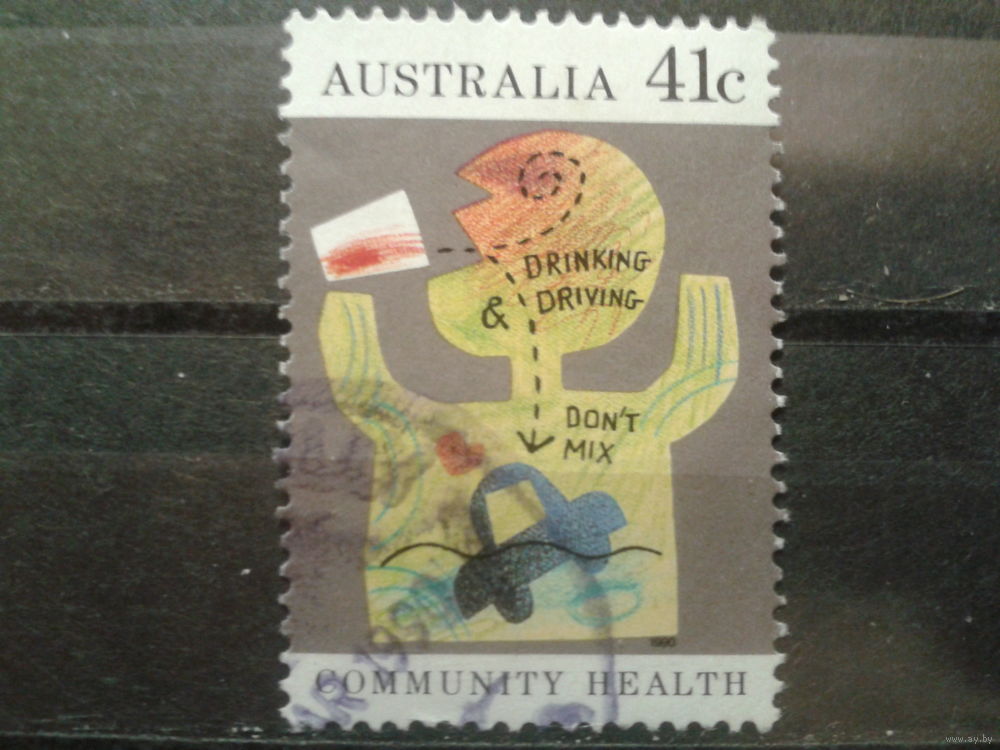 AUSTRALIA 41c
DRINKING
& DRIVING
DON'T
MIX
1990
COMMUNITY HEALTH
www.ay.by